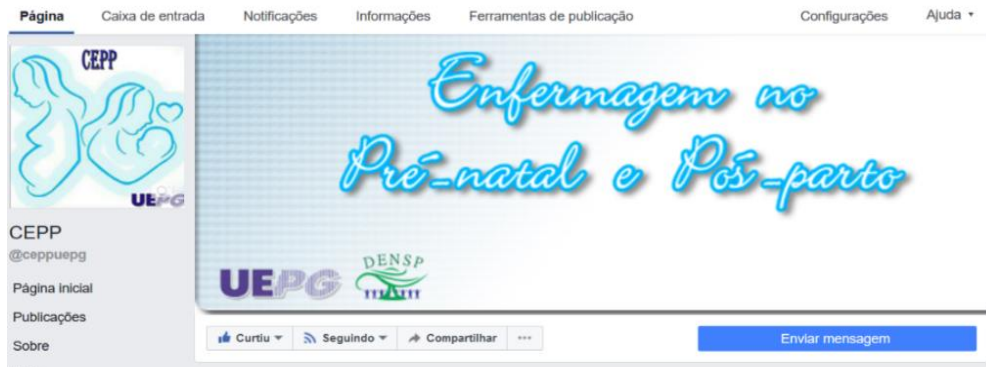 Página Caixa de entrada Notificações Informações Ferramentas de publicação Configurações Ajuda
CEPP
UEPG
Enfermagem no
Pré-natal e Pós-parto
UEPG DENSP
CEPP
@ceppuepg
Página inicial
Publicações
Sobre
Curtiu Seguindo Compartilhar ... Enviar mensagem